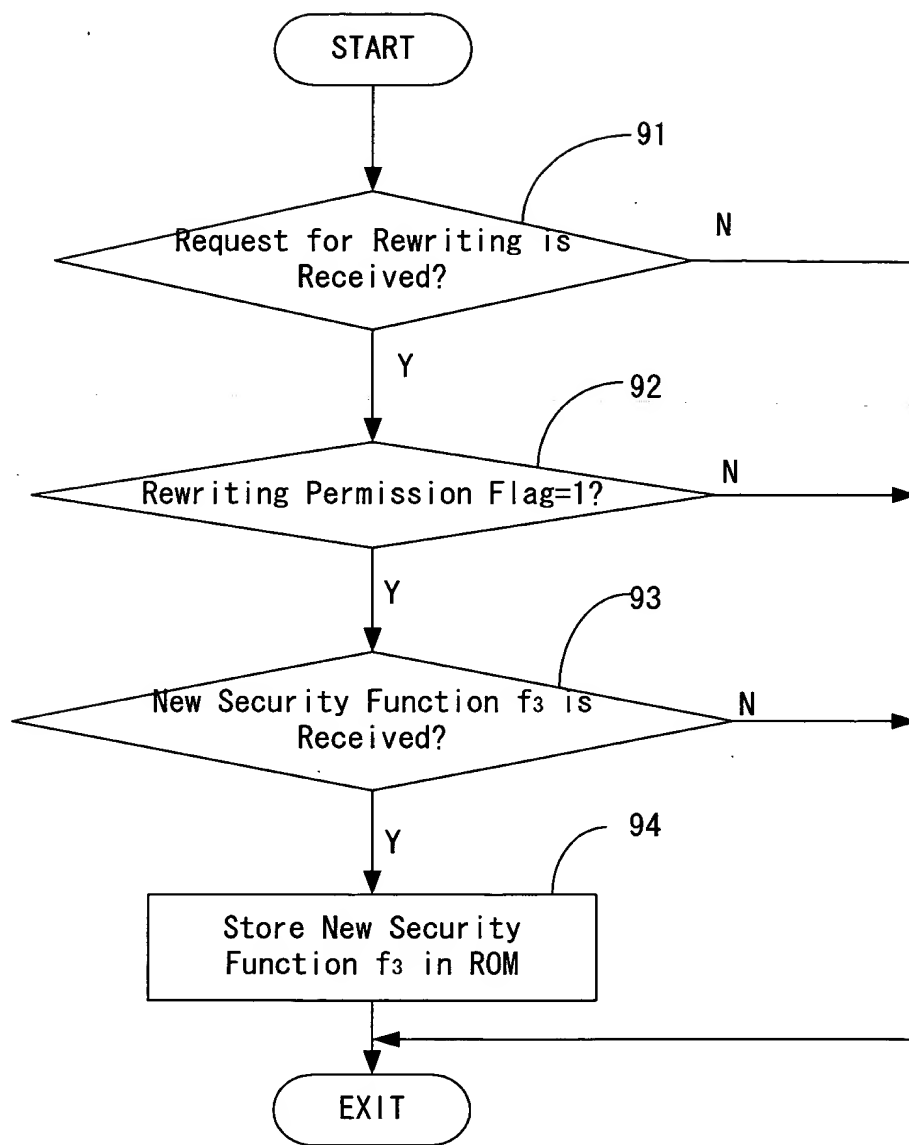 START
91
Request for Rewriting is
Received?
N
Y
92
Rewriting Permission Flag=1?
N
Y
93
New Security Function f₃ is
Received?
N
Y
94
Store New Security
Function f₃ in ROM
EXIT